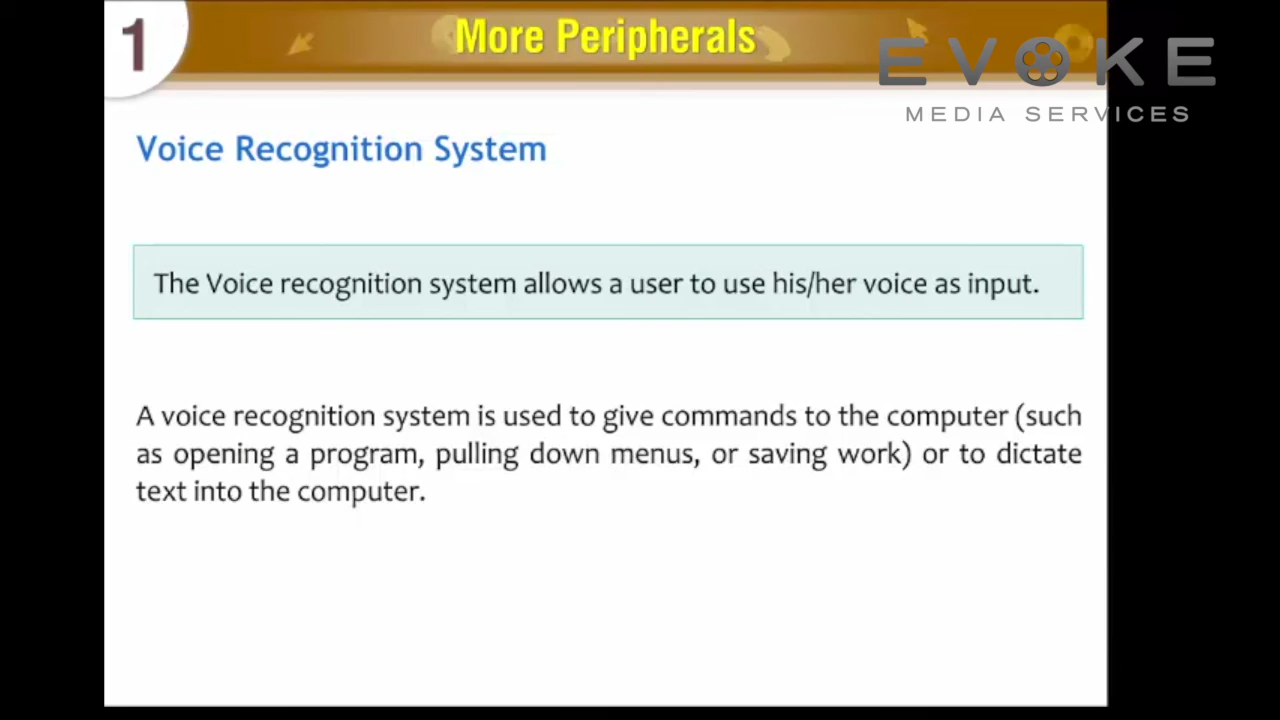 1
More Peripherals
EVOKE
MEDIA SERVICES
Voice Recognition System
The Voice recognition system allows a user to use his/her voice as input.
A voice recognition system is used to give commands to the computer (such
as opening a program, pulling down menus, or saving work) or to dictate
text into the computer.